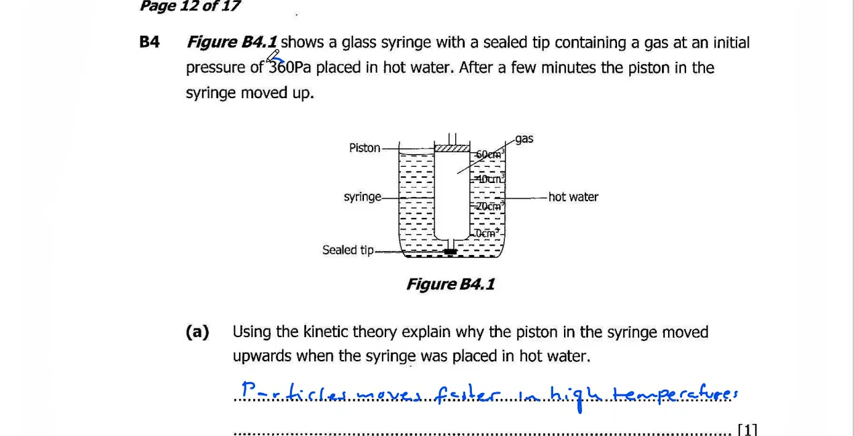 Page 12 of 17
B4 Figure B4.1 shows a glass syringe with a sealed tip containing a gas at an initial
pressure of 360Pa placed in hot water. After a few minutes the piston in the
syringe moved up.
gas
Piston
60cm³
40cm³
syringe
hot water
20cm³
0cm³
Sealed tip
Figure B4.1
(a) Using the kinetic theory explain why the piston in the syringe moved
upwards when the syringe was placed in hot water.
Particles moves faster in high temperatures
[1]